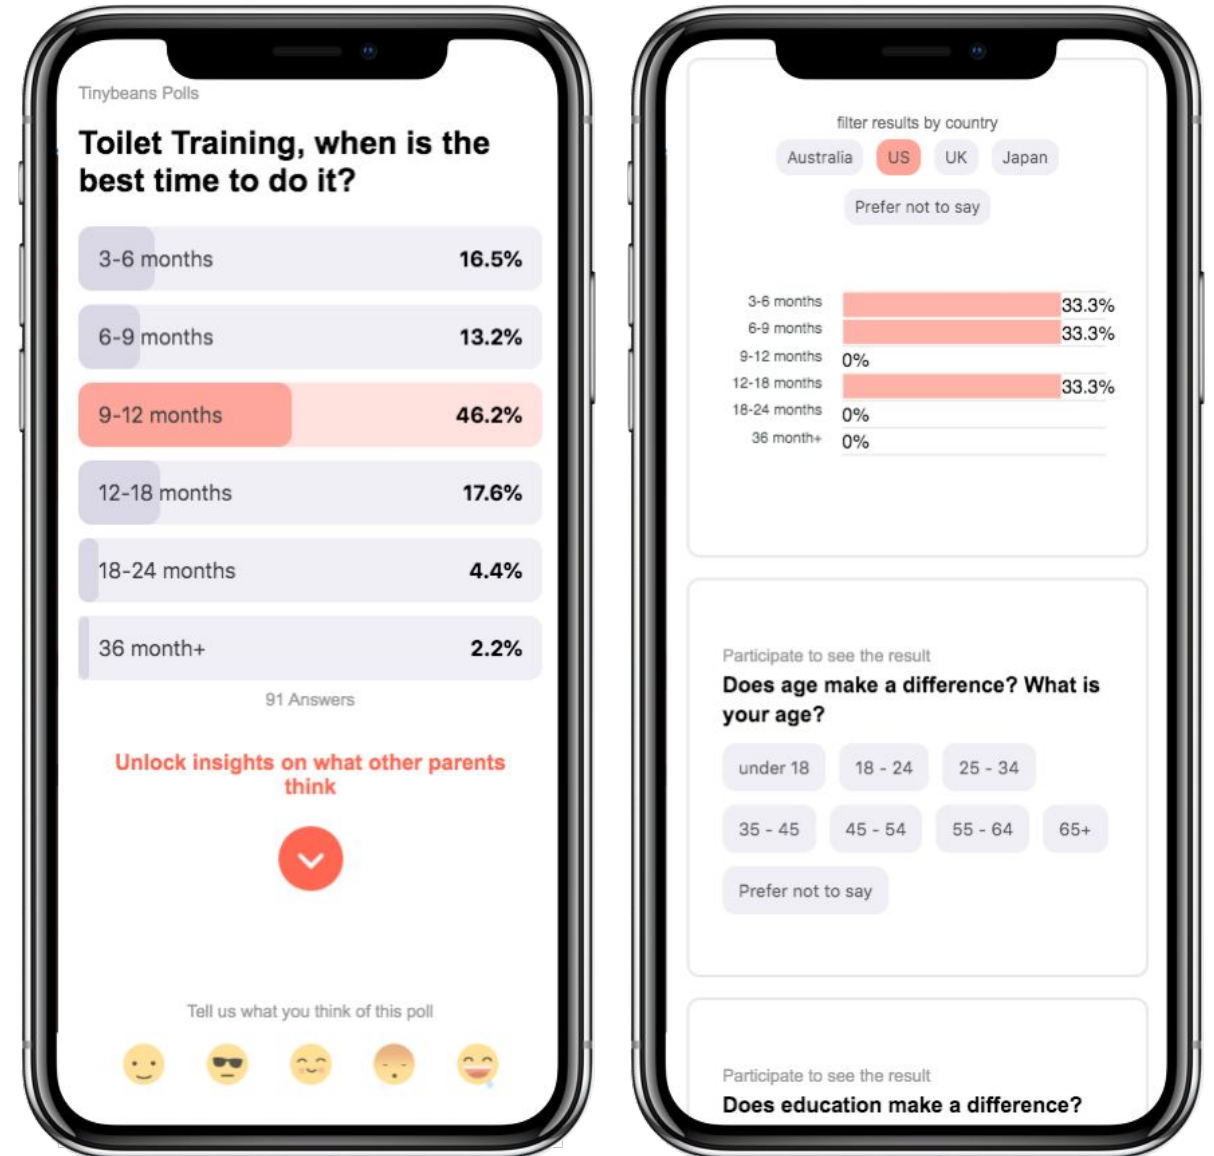 Tinybeans Polls
Toilet Training, when is the
best time to do it?
3-6 months 16.5%
6-9 months 13.2%
9-12 months 46.2%
12-18 months 17.6%
18-24 months 4.4%
36 month+ 2.2%
91 Answers
Unlock insights on what other parents
think
Tell us what you think of this poll
filter results by country
Australia US UK Japan
Prefer not to say
3-6 months 33.3%
6-9 months 33.3%
9-12 months 0%
12-18 months 33.3%
18-24 months 0%
36 month+ 0%
Participate to see the result
Does age make a difference? What is
your age?
under 18 18 - 24 25 - 34
35 - 45 45 - 54 55 - 64 65+
Prefer not to say
Participate to see the result
Does education make a difference?